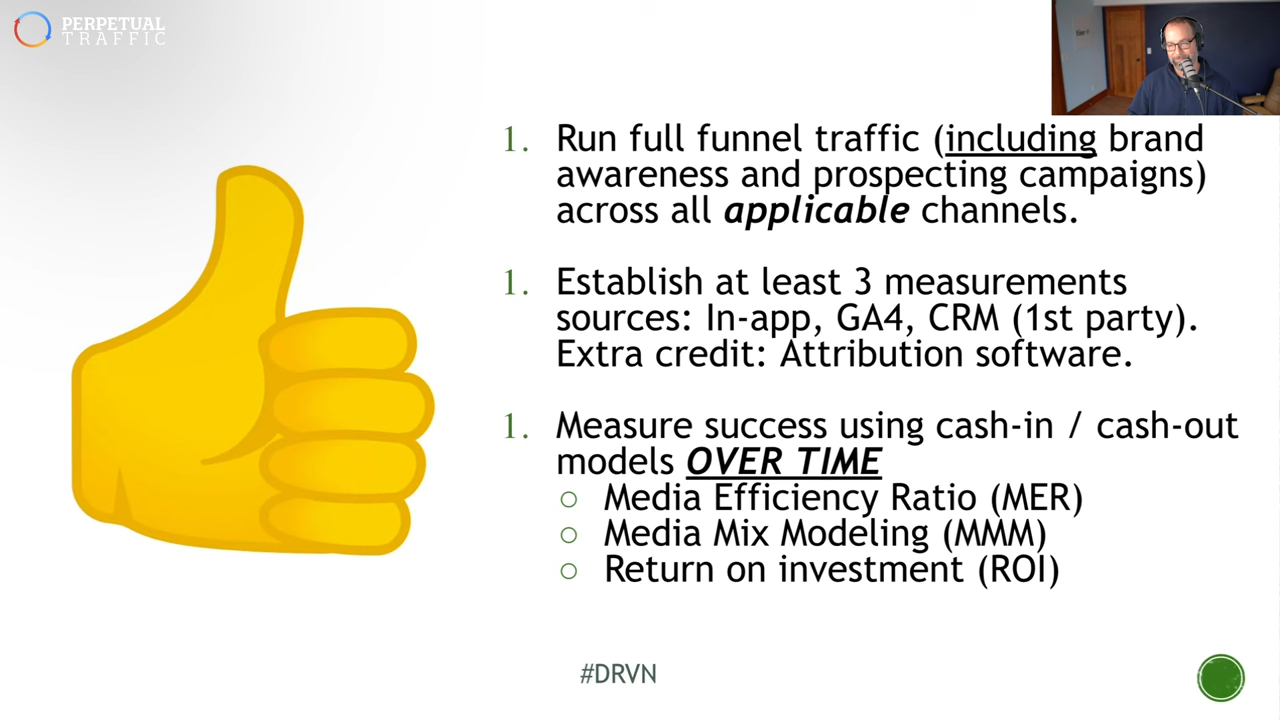 PERPETUAL
TRAFFIC
1. Run full funnel traffic (including brand
awareness and prospecting campaigns)
across all applicable channels.
1. Establish at least 3 measurements
sources: In-app, GA4, CRM (1st party).
Extra credit: Attribution software.
1. Measure success using cash-in / cash-out
models OVER TIME
○ Media Efficiency Ratio (MER)
○ Media Mix Modeling (MMM)
○ Return on investment (ROI)
#DRVN